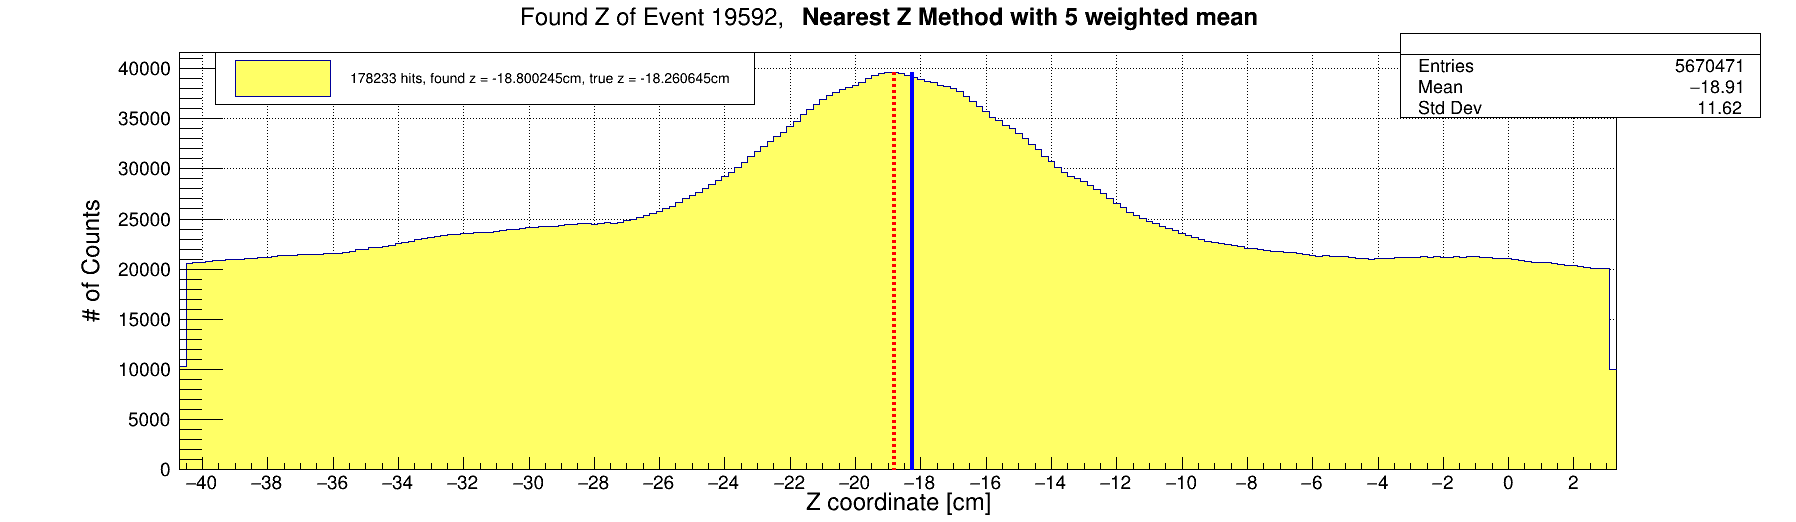 Found Z of Event 19592, Nearest Z Method with 5 weighted mean
178233 hits, found z = -18.800245cm, true z = -18.260645cm
Entries 5670471
Mean −18.91
Std Dev 11.62
# of Counts
40000
35000
30000
25000
20000
15000
10000
5000
0
−40 −38 −36 −34 −32 −30 −28 −26 −24 −22 −20 −18 −16 −14 −12 −10 −8 −6 −4 −2 0 2
Z coordinate [cm]